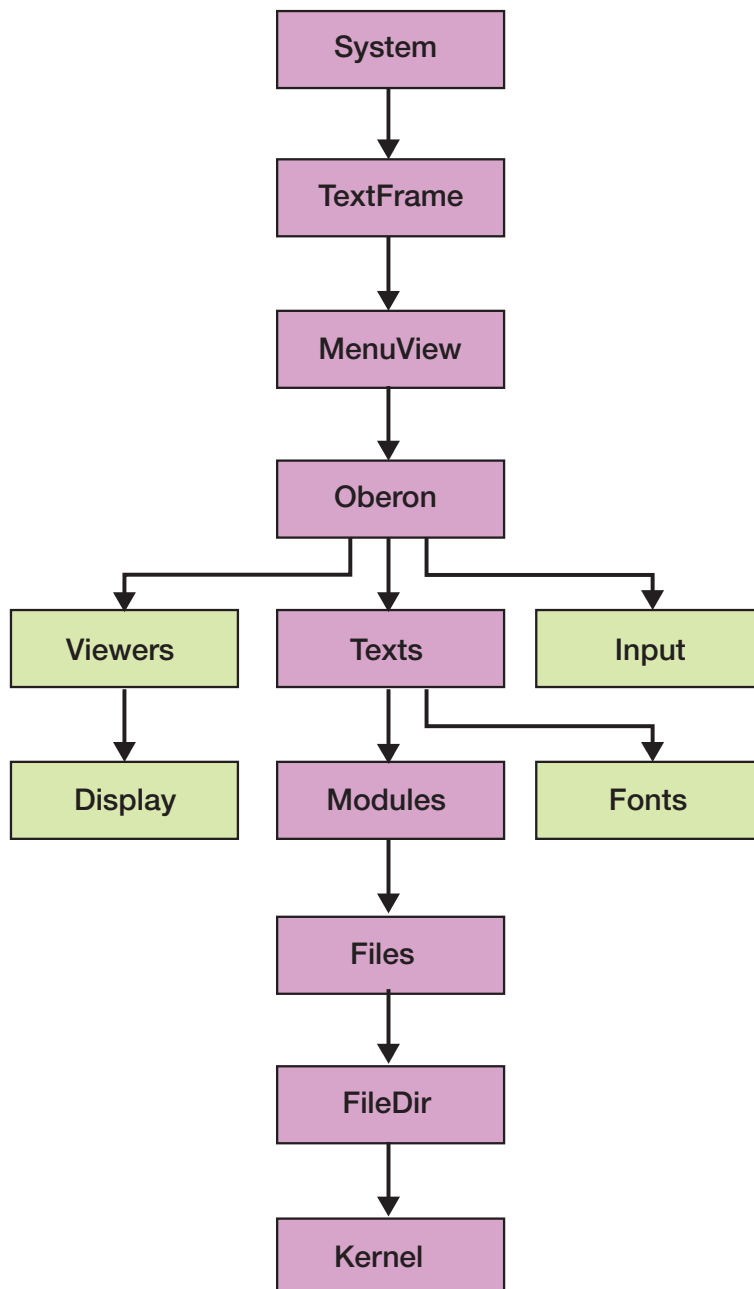 System
TextFrame
MenuView
Oberon
Viewers
Texts
Input
Display
Modules
Fonts
Files
FileDir
Kernel